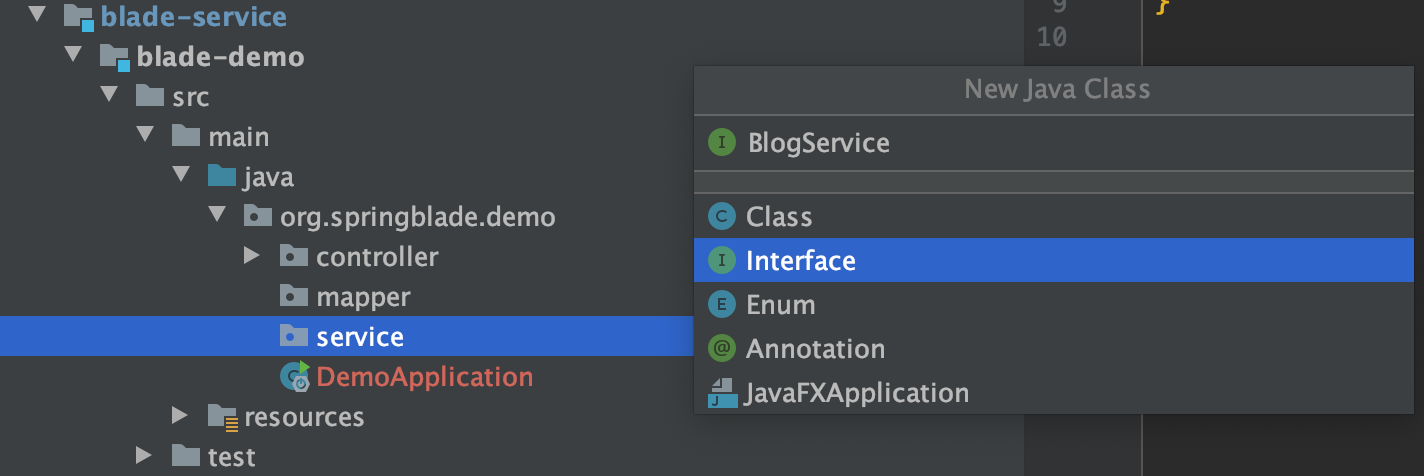 blade-service
blade-demo
src
main
java
org.springblade.demo
controller
mapper
service
DemoApplication
resources
test
9
}
10
New Java Class
I BlogService
C Class
I Interface
E Enum
@ Annotation
J JavaFXApplication